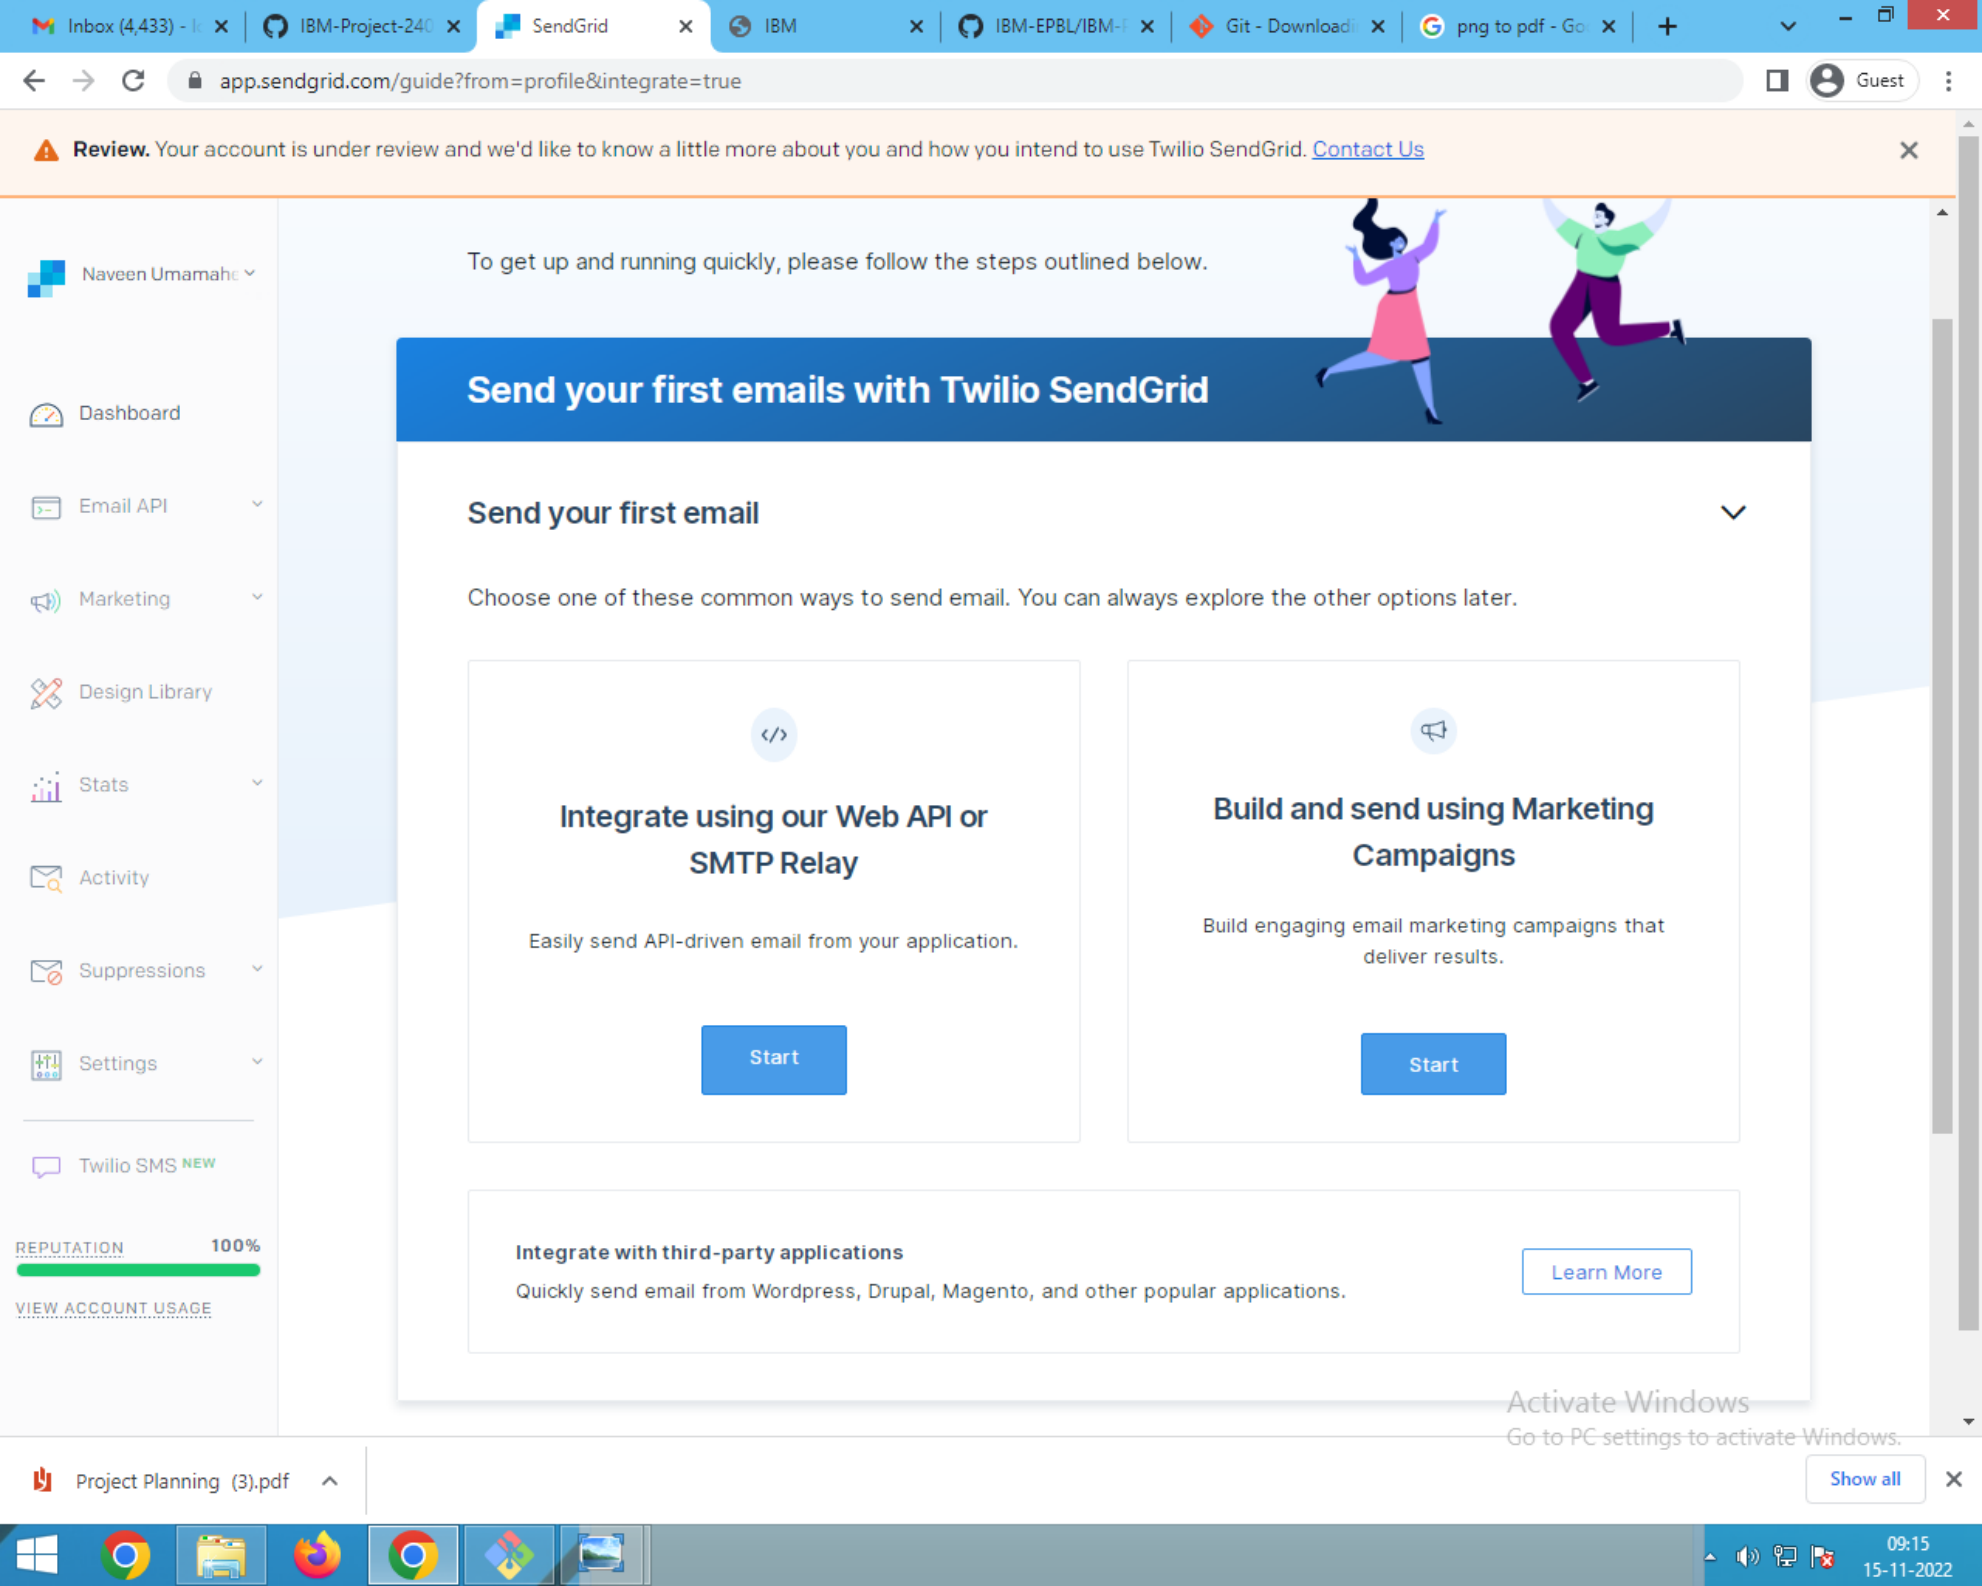 Inbox (4,433) -
IBM-Project-240
SendGrid
IBM
IBM-EPBL/IBM-
Git - Downloadi
png to pdf - Go
app.sendgrid.com/guide?from=profile&integrate=true
Guest
Review. Your account is under review and we'd like to know a little more about you and how you intend to use Twilio SendGrid. Contact Us
Naveen Umamahe
To get up and running quickly, please follow the steps outlined below.
Send your first emails with Twilio SendGrid
Dashboard
Email API
Marketing
Design Library
Stats
Activity
Suppressions
Settings
Twilio SMS NEW
REPUTATION 100%
VIEW ACCOUNT USAGE
Send your first email
Choose one of these common ways to send email. You can always explore the other options later.
</>
Integrate using our Web API or
SMTP Relay
Easily send API-driven email from your application.
Start
Build and send using Marketing
Campaigns
Build engaging email marketing campaigns that
deliver results.
Start
Integrate with third-party applications
Quickly send email from Wordpress, Drupal, Magento, and other popular applications.
Learn More
Activate Windows
Go to PC settings to activate Windows.
Project Planning (3).pdf
Show all
09:15
15-11-2022